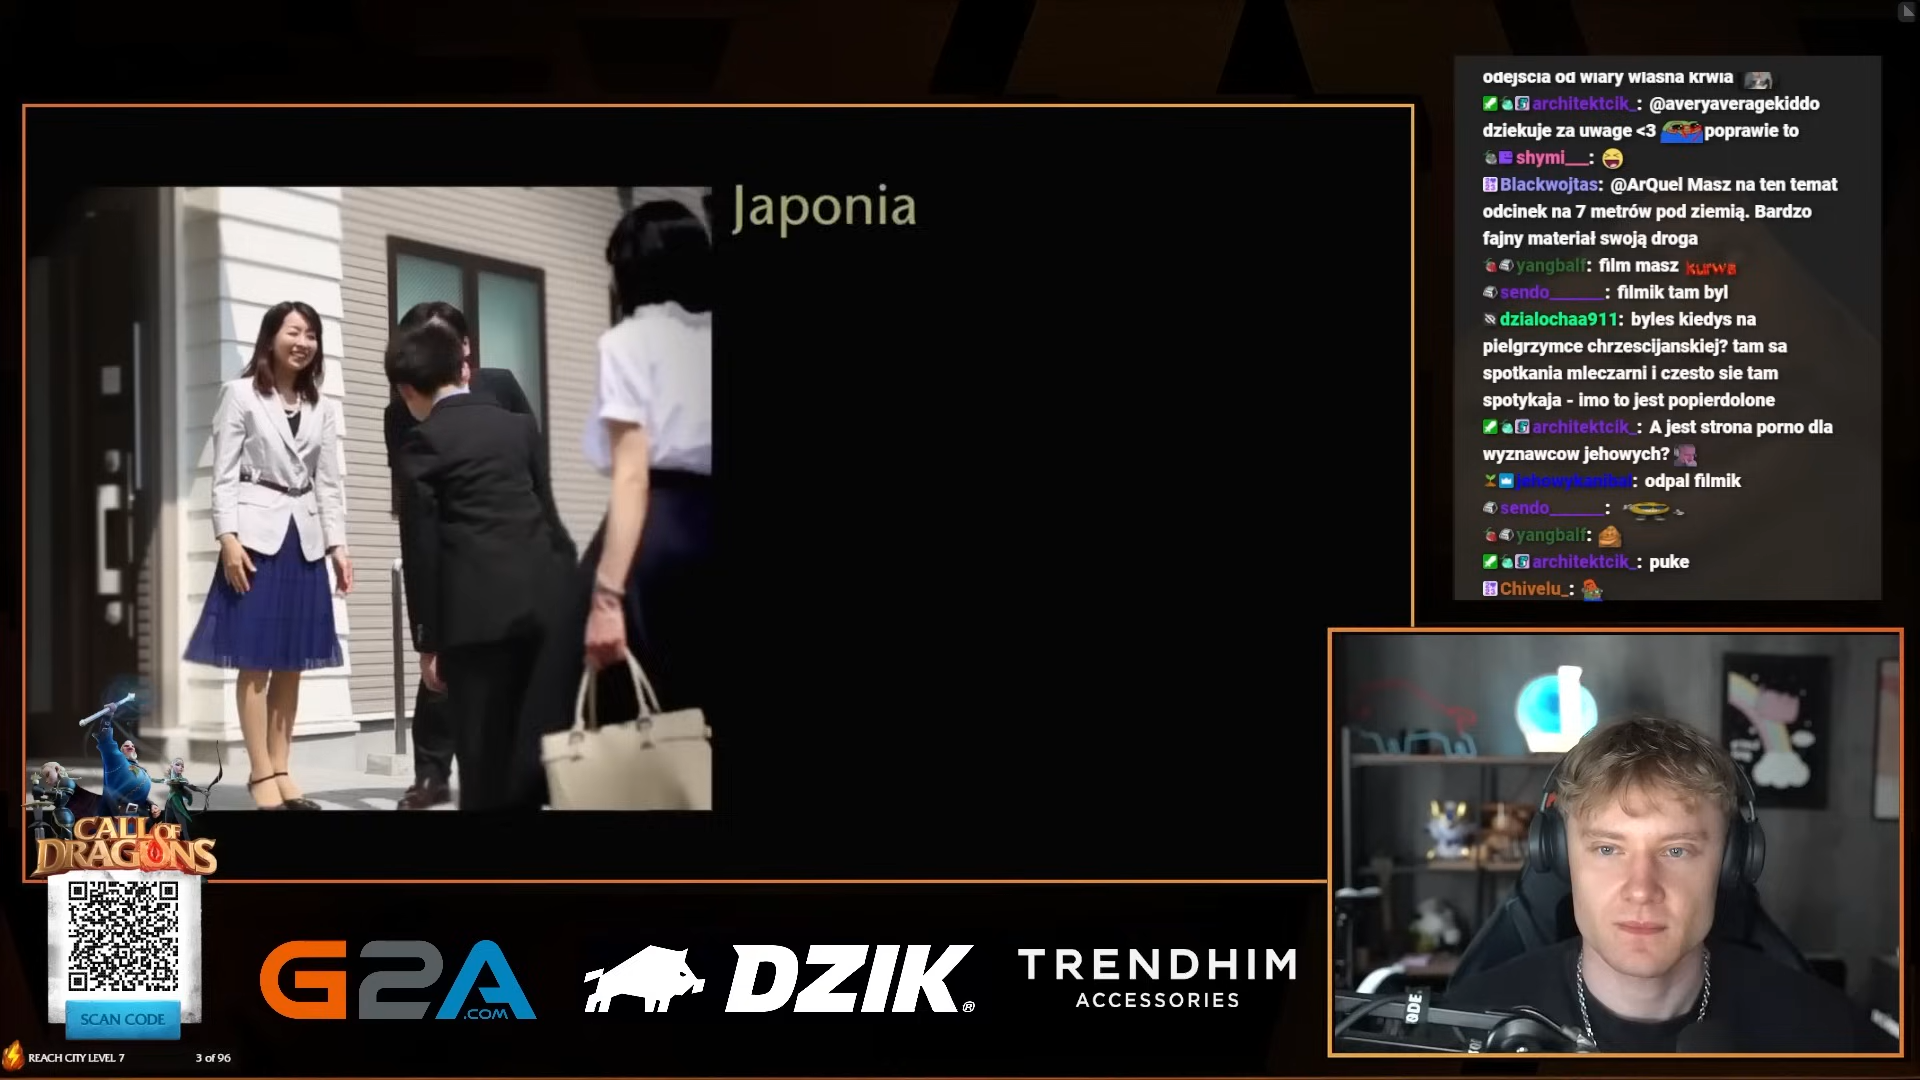 odejścia od wiary własną krwią
architektcik_: @averyaveragekiddo
dziekuje za uwage <3 poprawie to
shymi___:
Blackwojtas: @ArQuel Masz na ten temat
odcinek na 7 metrów pod ziemią. Bardzo
fajny materiał swoją droga
yangbalf: film masz kurwa
sendo______: filmik tam byl
dzialochaa911: byles kiedys na
pielgrzymce chrzescijanskiej? tam sa
spotkania mleczarni i czesto sie tam
spotykaja - imo to jest popierdolone
architektcik_: A jest strona porno dla
wyznawcow jehowych?
jehowykanibal: odpal filmik
sendo______:
yangbalf:
architektcik_: puke
Chivelu_:
Japonia
CALL OF
DRAGONS
SCAN CODE
REACH CITY LEVEL 7
3 of 96
G2A
.COM
DZIK®
TRENDHIM
ACCESSORIES